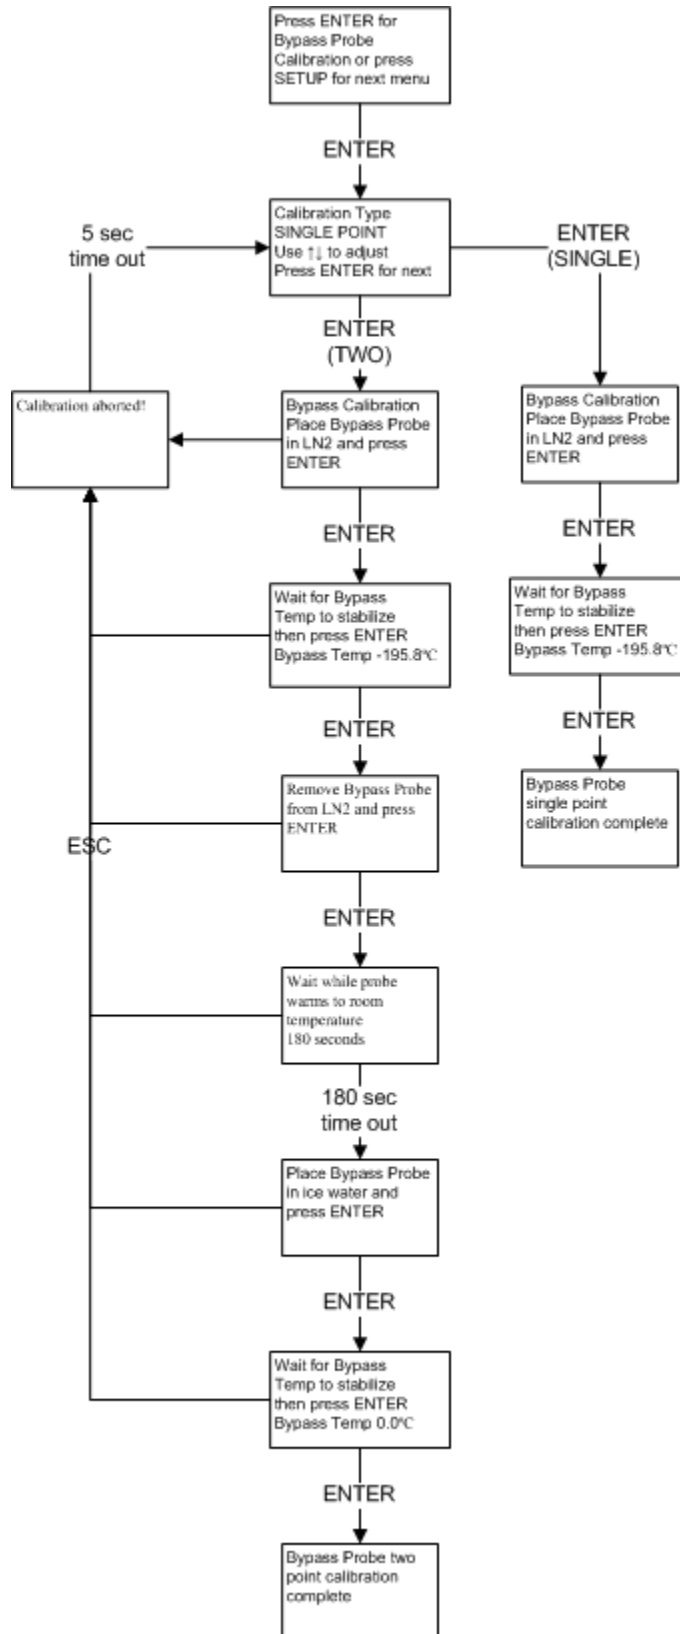 Press ENTER for
Bypass Probe
Calibration or press
SETUP for next menu
ENTER
5 sec
time out
Calibration Type
SINGLE POINT
Use ↑↓ to adjust
Press ENTER for next
ENTER
(SINGLE)
ENTER
(TWO)
Calibration aborted!
Bypass Calibration
Place Bypass Probe
in LN2 and press
ENTER
Bypass Calibration
Place Bypass Probe
in LN2 and press
ENTER
ENTER
ENTER
Wait for Bypass
Temp to stabilize
then press ENTER
Bypass Temp -195.8°C
Wait for Bypass
Temp to stabilize
then press ENTER
Bypass Temp -195.8°C
ENTER
ENTER
Remove Bypass Probe
from LN2 and press
ENTER
Bypass Probe
single point
calibration complete
ESC
ENTER
Wait while probe
warms to room
temperature
180 seconds
180 sec
time out
Place Bypass Probe
in ice water and
press ENTER
ENTER
Wait for Bypass
Temp to stabilize
then press ENTER
Bypass Temp 0.0°C
ENTER
Bypass Probe two
point calibration
complete